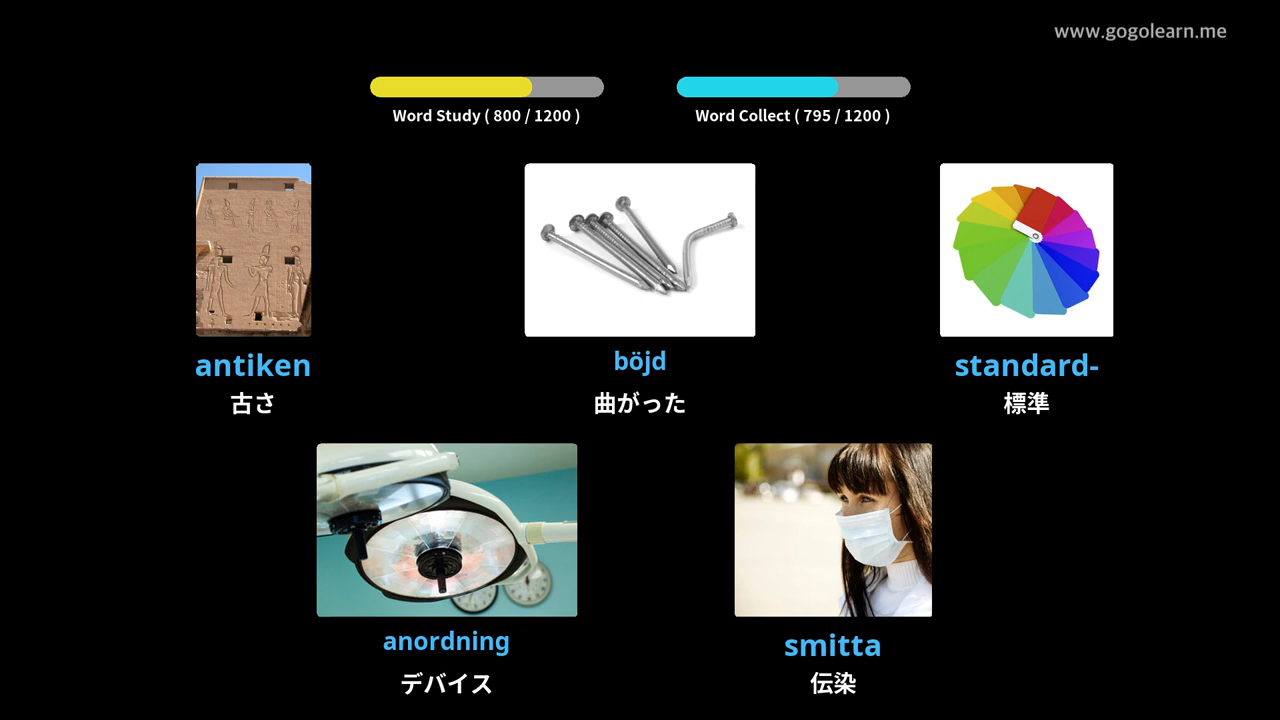 www.gogolearn.me
Word Study ( 800 / 1200 )
Word Collect ( 795 / 1200 )
antiken
古さ
böjd
曲がった
standard-
標準
anordning
デバイス
smitta
伝染